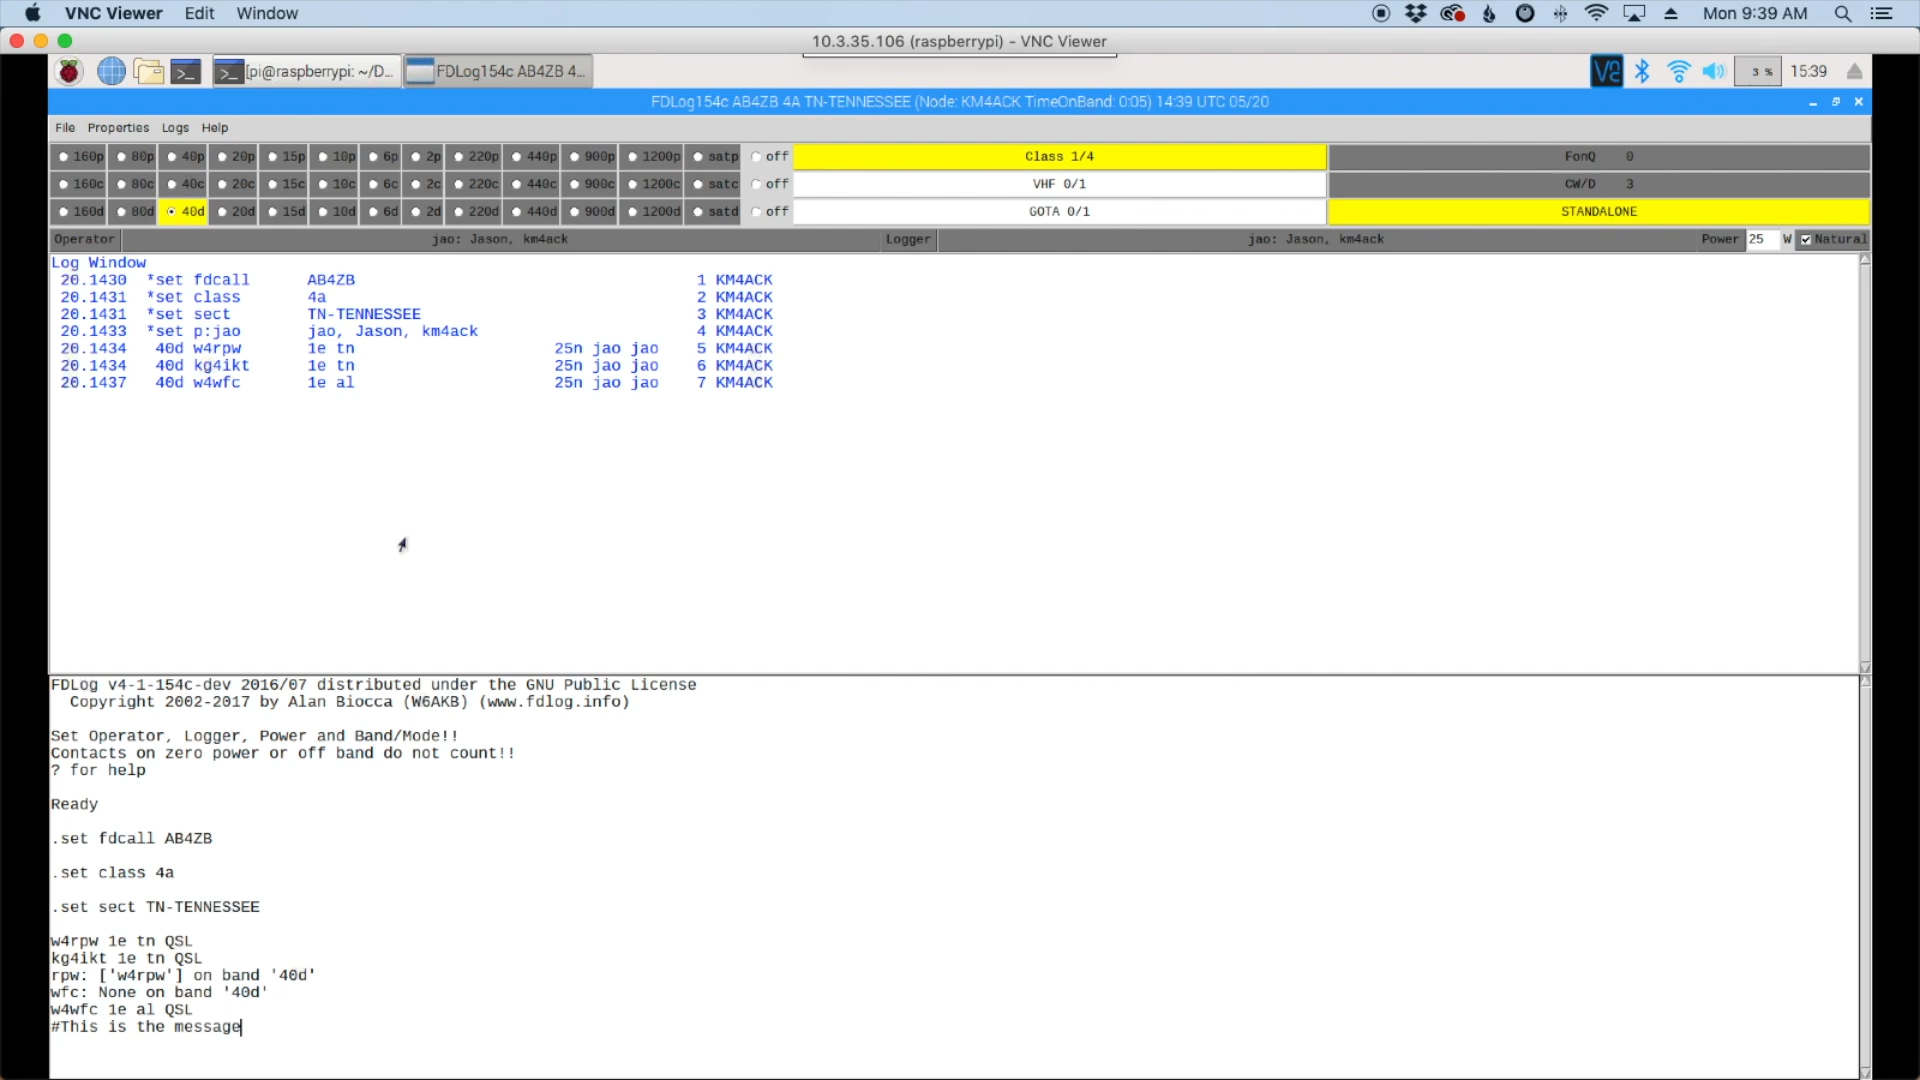 VNC Viewer Edit Window Mon 9:39 AM
10.3.35.106 (raspberrypi) - VNC Viewer
[pi@raspberrypi: ~/D... FDLog154c AB4ZB 4... 3 % 15:39
FDLog154c AB4ZB 4A TN-TENNESSEE (Node: KM4ACK TimeOnBand: 0:05) 14:39 UTC 05/20
File Properties Logs Help
160p 80p 40p 20p 15p 10p 6p 2p 220p 440p 900p 1200p satp off Class 1/4 FonQ 0
160c 80c 40c 20c 15c 10c 6c 2c 220c 440c 900c 1200c satc off VHF 0/1 CW/D 3
160d 80d 40d 20d 15d 10d 6d 2d 220d 440d 900d 1200d satd off GOTA 0/1 STANDALONE
Operator jao: Jason, km4ack Logger jao: Jason, km4ack Power 25 W Natural
Log Window
20.1430 *set fdcall AB4ZB 1 KM4ACK
20.1431 *set class 4a 2 KM4ACK
20.1431 *set sect TN-TENNESSEE 3 KM4ACK
20.1433 *set p:jao jao, Jason, km4ack 4 KM4ACK
20.1434 40d w4rpw 1e tn 25n jao jao 5 KM4ACK
20.1434 40d kg4ikt 1e tn 25n jao jao 6 KM4ACK
20.1437 40d w4wfc 1e al 25n jao jao 7 KM4ACK
FDLog v4-1-154c-dev 2016/07 distributed under the GNU Public License
Copyright 2002-2017 by Alan Biocca (W6AKB) (www.fdlog.info)
Set Operator, Logger, Power and Band/Mode!!
Contacts on zero power or off band do not count!!
? for help
Ready
.set fdcall AB4ZB
.set class 4a
.set sect TN-TENNESSEE
w4rpw 1e tn QSL
kg4ikt 1e tn QSL
rpw: ['w4rpw'] on band '40d'
wfc: None on band '40d'
w4wfc 1e al QSL
#This is the message